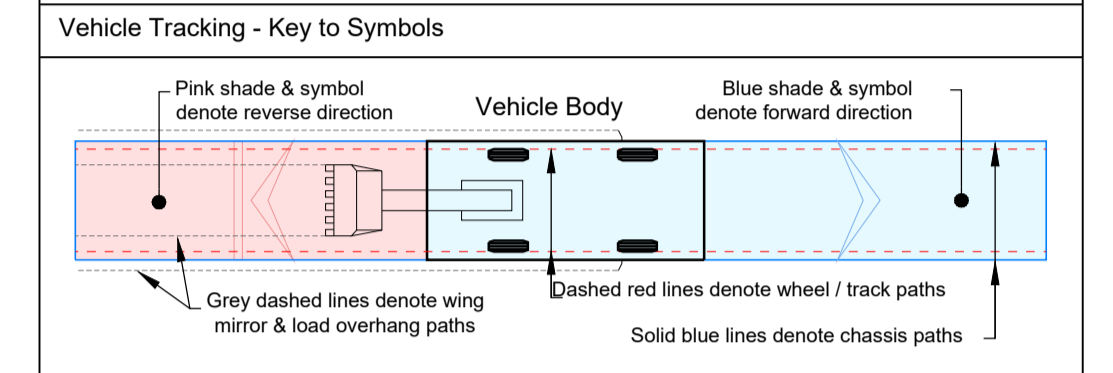 Vehicle Tracking - Key to Symbols
Pink shade & symbol
denote reverse direction
Vehicle Body
Blue shade & symbol
denote forward direction
Grey dashed lines denote wing
mirror & load overhang paths
Dashed red lines denote wheel / track paths
Solid blue lines denote chassis paths